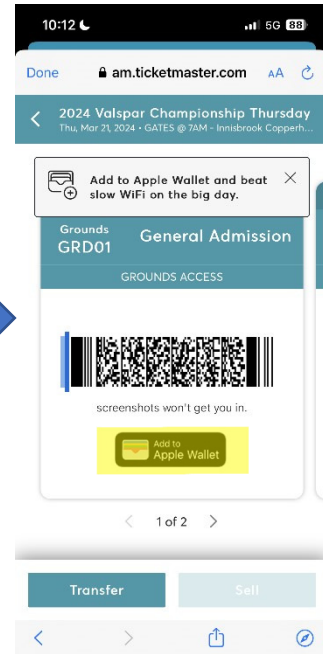 10:12 5G 88
Done am.ticketmaster.com AA
2024 Valspar Championship Thursday
Thu, Mar 21, 2024 • GATES @ 7AM – Innisbrook Copperh...
Add to Apple Wallet and beat
slow WiFi on the big day.
Grounds
GRD01
General Admission
GROUNDS ACCESS
screenshots won't get you in.
Add to
Apple Wallet
1 of 2
Transfer
Sell